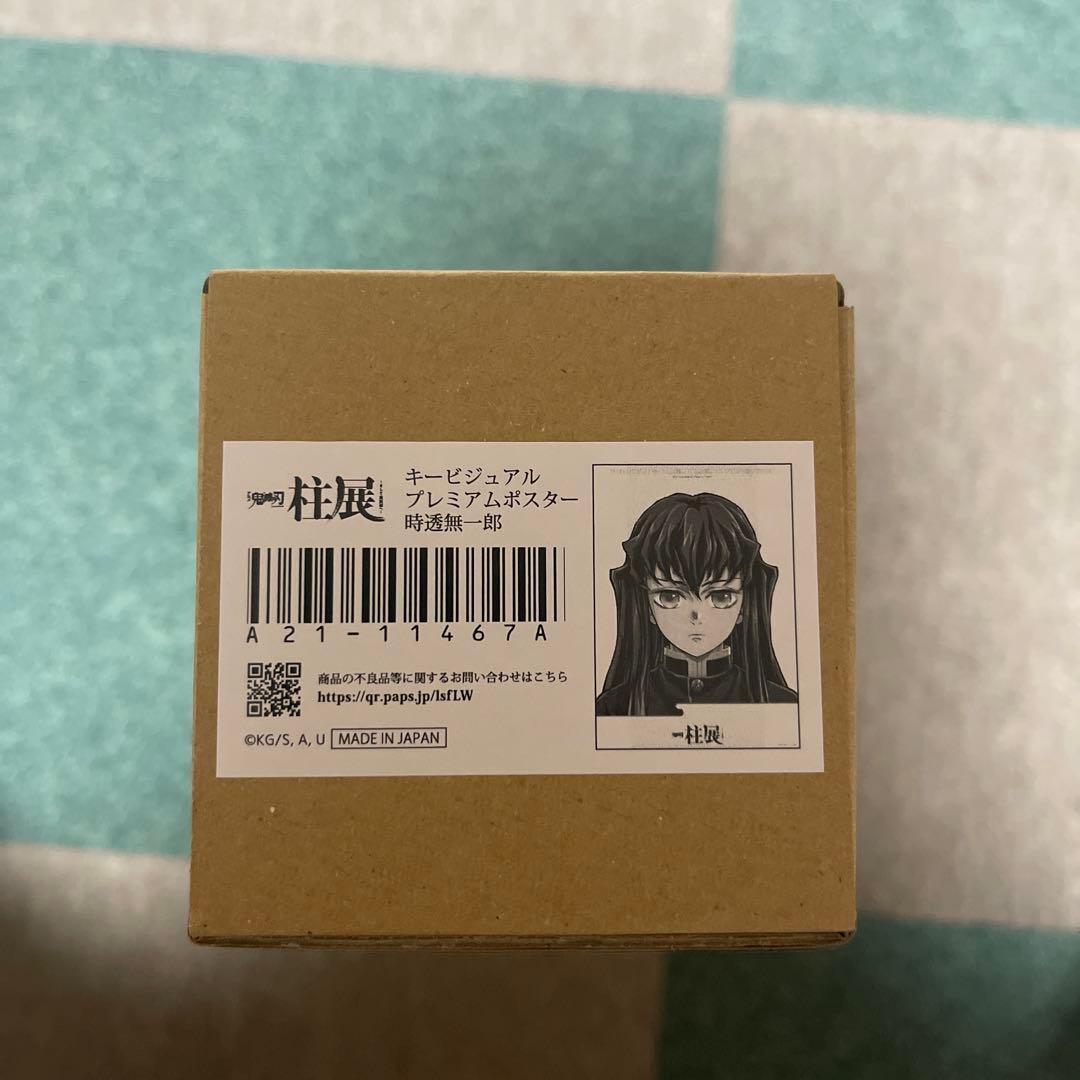 鬼滅の刃 柱展
キービジュアル
プレミアムポスター
時透無一郎
A21-11467A
商品の不良品等に関するお問い合わせはこちら
https://qr.paps.jp/lsfLW
©KG/S, A, U MADE IN JAPAN
柱展